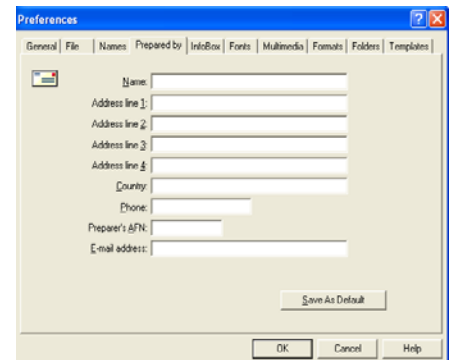 Preferences
General File Names Prepared by InfoBox Fonts Multimedia Formats Folders Templates
Name:
Address line 1:
Address line 2:
Address line 3:
Address line 4:
Country:
Phone:
Preparer's AFN:
E-mail address:
Save As Default
OK Cancel Help